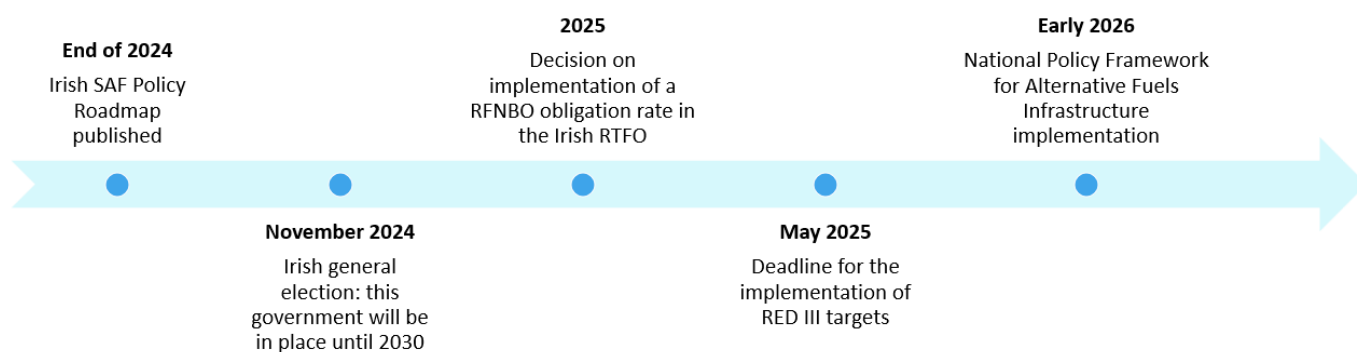 End of 2024
Irish SAF Policy
Roadmap
published
November 2024
Irish general
election: this
government will be
in place until 2030
2025
Decision on
implementation of a
RFNBO obligation rate in
the Irish RTFO
May 2025
Deadline for the
implementation of
RED III targets
Early 2026
National Policy Framework
for Alternative Fuels
Infrastructure
implementation